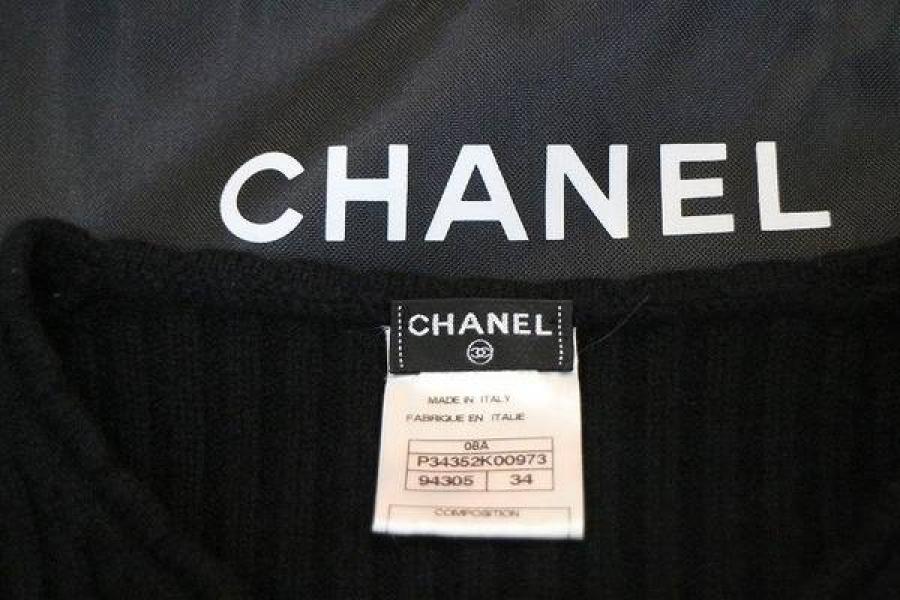 CHANEL
CHANEL
MADE IN ITALY
FABRIQUE EN ITALIE
08A
P34352K00973
94305 34
COMPOSITION